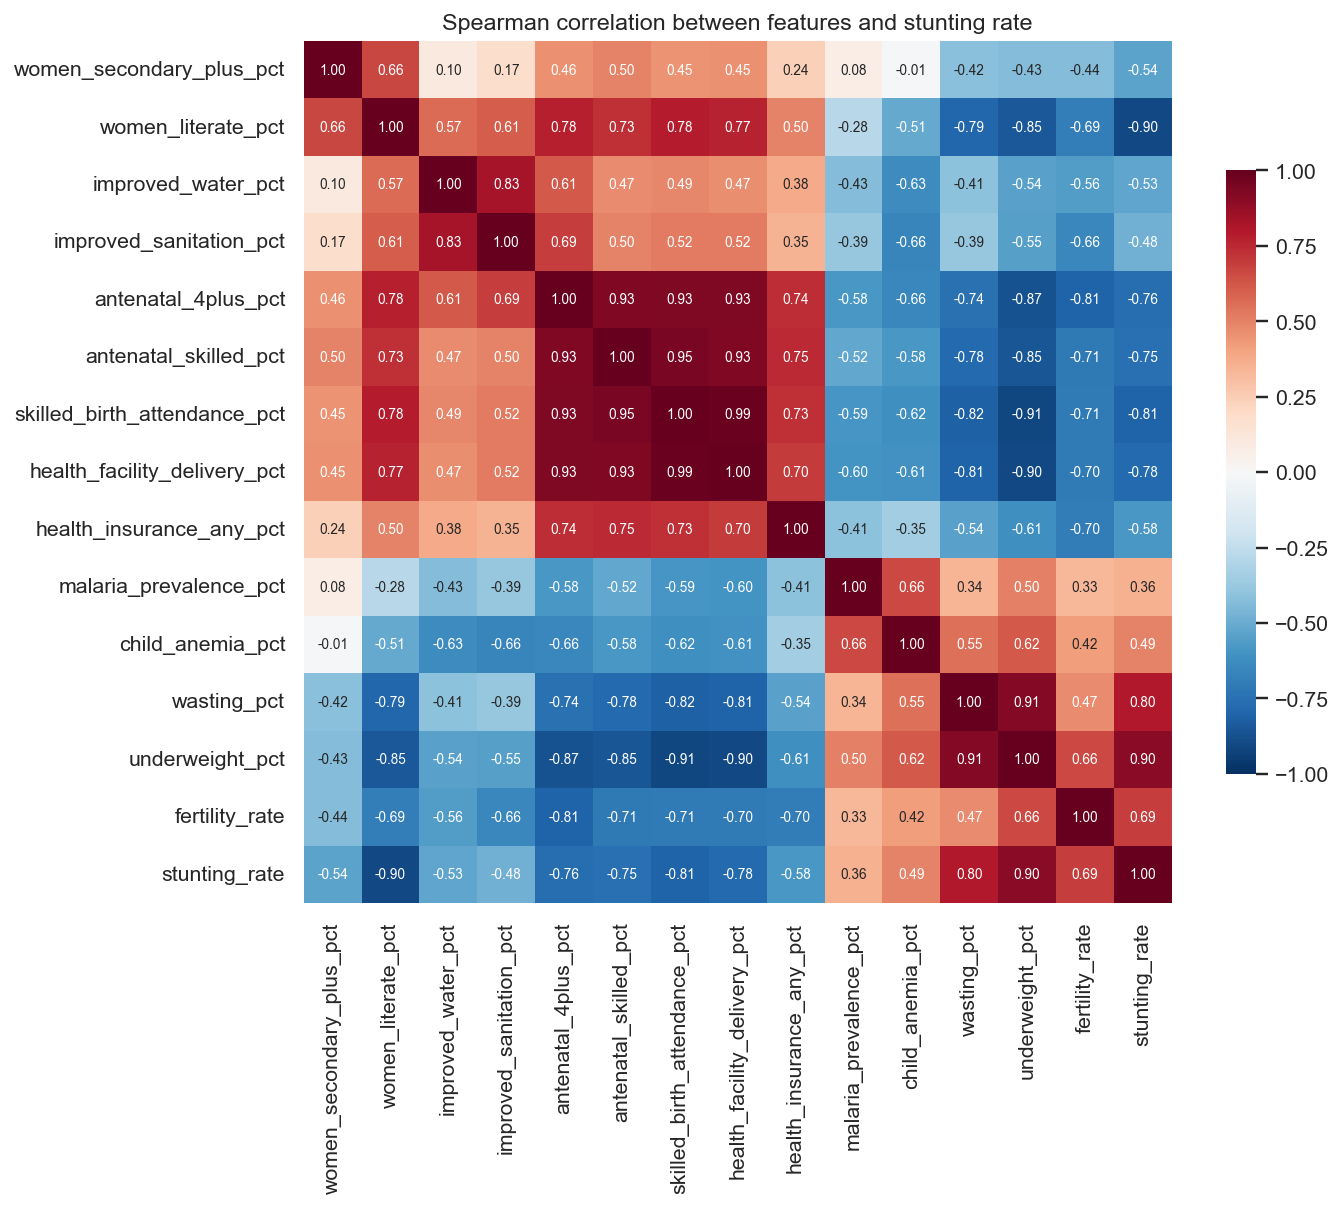 Spearman correlation between features and stunting rate
women_secondary_plus_pct 1.00 0.66 0.10 0.17 0.46 0.50 0.45 0.45 0.24 0.08 -0.01 -0.42 -0.43 -0.44 -0.54
women_literate_pct 0.66 1.00 0.57 0.61 0.78 0.73 0.78 0.77 0.50 -0.28 -0.51 -0.79 -0.85 -0.69 -0.90
improved_water_pct 0.10 0.57 1.00 0.83 0.61 0.47 0.49 0.47 0.38 -0.43 -0.63 -0.41 -0.54 -0.56 -0.53
improved_sanitation_pct 0.17 0.61 0.83 1.00 0.69 0.50 0.52 0.52 0.35 -0.39 -0.66 -0.39 -0.55 -0.66 -0.48
antenatal_4plus_pct 0.46 0.78 0.61 0.69 1.00 0.93 0.93 0.93 0.74 -0.58 -0.66 -0.74 -0.87 -0.81 -0.76
antenatal_skilled_pct 0.50 0.73 0.47 0.50 0.93 1.00 0.95 0.93 0.75 -0.52 -0.58 -0.78 -0.85 -0.71 -0.75
skilled_birth_attendance_pct 0.45 0.78 0.49 0.52 0.93 0.95 1.00 0.99 0.73 -0.59 -0.62 -0.82 -0.91 -0.71 -0.81
health_facility_delivery_pct 0.45 0.77 0.47 0.52 0.93 0.93 0.99 1.00 0.70 -0.60 -0.61 -0.81 -0.90 -0.70 -0.78
health_insurance_any_pct 0.24 0.50 0.38 0.35 0.74 0.75 0.73 0.70 1.00 -0.41 -0.35 -0.54 -0.61 -0.70 -0.58
malaria_prevalence_pct 0.08 -0.28 -0.43 -0.39 -0.58 -0.52 -0.59 -0.60 -0.41 1.00 0.66 0.34 0.50 0.33 0.36
child_anemia_pct -0.01 -0.51 -0.63 -0.66 -0.66 -0.58 -0.62 -0.61 -0.35 0.66 1.00 0.55 0.62 0.42 0.49
wasting_pct -0.42 -0.79 -0.41 -0.39 -0.74 -0.78 -0.82 -0.81 -0.54 0.34 0.55 1.00 0.91 0.47 0.80
underweight_pct -0.43 -0.85 -0.54 -0.55 -0.87 -0.85 -0.91 -0.90 -0.61 0.50 0.62 0.91 1.00 0.66 0.90
fertility_rate -0.44 -0.69 -0.56 -0.66 -0.81 -0.71 -0.71 -0.70 -0.70 0.33 0.42 0.47 0.66 1.00 0.69
stunting_rate -0.54 -0.90 -0.53 -0.48 -0.76 -0.75 -0.81 -0.78 -0.58 0.36 0.49 0.80 0.90 0.69 1.00
women_secondary_plus_pct
women_literate_pct
improved_water_pct
improved_sanitation_pct
antenatal_4plus_pct
antenatal_skilled_pct
skilled_birth_attendance_pct
health_facility_delivery_pct
health_insurance_any_pct
malaria_prevalence_pct
child_anemia_pct
wasting_pct
underweight_pct
fertility_rate
stunting_rate
1.00
0.75
0.50
0.25
0.00
−0.25
−0.50
−0.75
−1.00